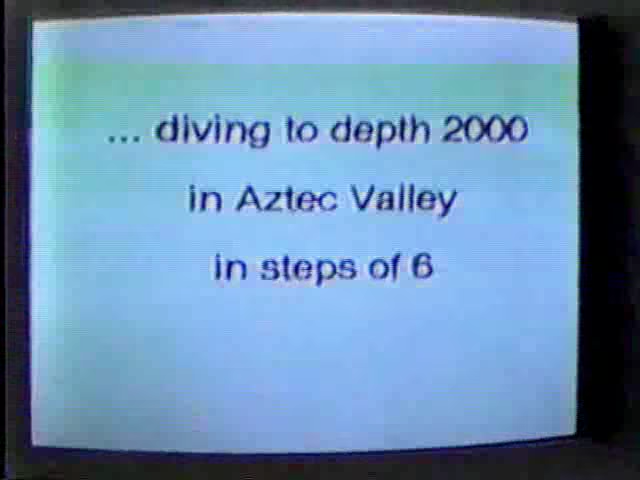 ... diving to depth 2000
in Aztec Valley
in steps of 6